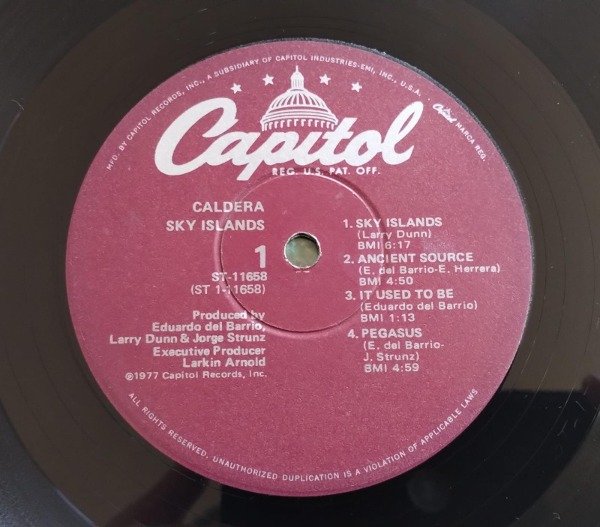 MFD. BY CAPITOL RECORDS, INC., A SUBSIDIARY OF CAPITOL INDUSTRIES-EMI, INC., U.S.A.
Capitol MARCA REG.
Capitol
REG. U.S. PAT. OFF.
CALDERA
SKY ISLANDS
1
ST-11658
(ST 1-11658)
Produced by
Eduardo del Barrio,
Larry Dunn & Jorge Strunz
Executive Producer
Larkin Arnold
℗1977 Capitol Records, Inc.
1. SKY ISLANDS
(Larry Dunn)
BMI 6:17
2. ANCIENT SOURCE
(E. del Barrio-E. Herrera)
BMI 4:50
3. IT USED TO BE
(Eduardo del Barrio)
BMI 1:13
4. PEGASUS
(E. del Barrio-
J. Strunz)
BMI 4:59
ALL RIGHTS RESERVED. UNAUTHORIZED DUPLICATION IS A VIOLATION OF APPLICABLE LAWS